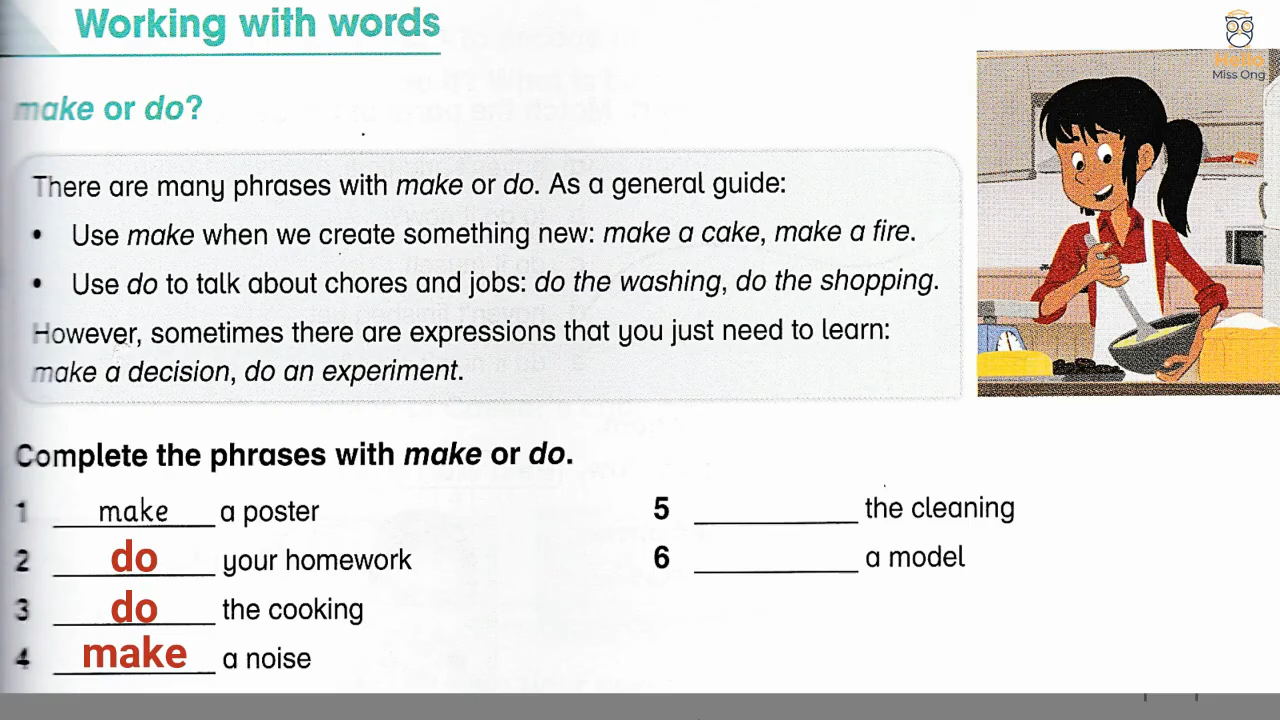 Working with words
Hello
Miss Ong
make or do?
There are many phrases with make or do. As a general guide:
• Use make when we create something new: make a cake, make a fire.
• Use do to talk about chores and jobs: do the washing, do the shopping.
However, sometimes there are expressions that you just need to learn:
make a decision, do an experiment.
Complete the phrases with make or do.
1 make a poster
2 do your homework
3 do the cooking
4 make a noise
5 ___________ the cleaning
6 ___________ a model